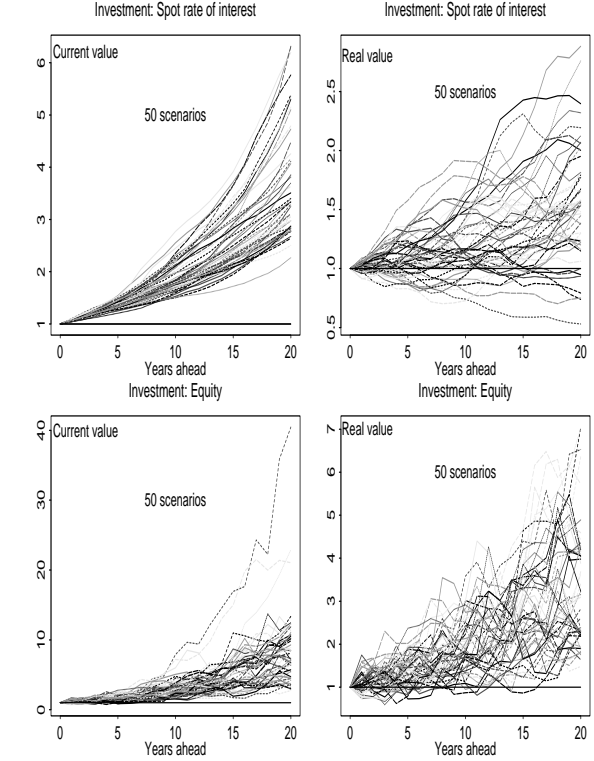 Investment: Spot rate of interest
Current value
50 scenarios
6
5
4
3
2
1
0 5 10 15 20
Years ahead
Investment: Spot rate of interest
Real value
50 scenarios
2.5
2.0
1.5
1.0
0.5
0 5 10 15 20
Years ahead
Investment: Equity
Current value
50 scenarios
40
30
20
10
0
0 5 10 15 20
Years ahead
Investment: Equity
Real value
50 scenarios
7
6
5
4
3
2
1
0 5 10 15 20
Years ahead